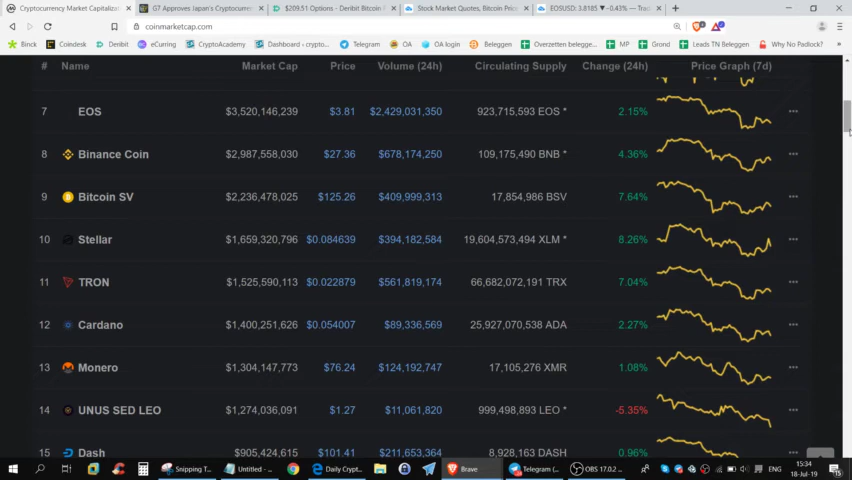 Cryptocurrency Market Capitaliza
G7 Approves Japan's Cryptocurren
$209.51 Options - Deribit Bitcoin F
Stock Market Quotes, Bitcoin Price
EOSUSD: 3.8185 ▼−0.43% — Trad
coinmarketcap.com
Binck
Coindesk
Deribit
eCuring
CryptoAcademy
Dashboard ‹ crypto...
Telegram
OA
OA login
Beleggen
Overzetten belegge...
MP
Grond
Leads TN Beleggen
Why No Padlock?
# Name Market Cap Price Volume (24h) Circulating Supply Change (24h) Price Graph (7d)
7 EOS $3,520,146,239 $3.81 $2,429,031,350 923,715,593 EOS * 2.15%
8 Binance Coin $2,987,558,030 $27.36 $678,174,250 109,175,490 BNB * 4.36%
9 Bitcoin SV $2,236,478,025 $125.26 $409,999,313 17,854,986 BSV 7.64%
10 Stellar $1,659,320,796 $0.084639 $394,182,584 19,604,573,494 XLM * 8.26%
11 TRON $1,525,590,113 $0.022879 $561,819,174 66,682,072,191 TRX 7.04%
12 Cardano $1,400,251,626 $0.054007 $89,336,569 25,927,070,538 ADA 2.27%
13 Monero $1,304,147,773 $76.24 $124,192,747 17,105,276 XMR 1.08%
14 UNUS SED LEO $1,274,036,091 $1.27 $11,061,820 999,498,893 LEO * -5.35%
15 Dash $905,424,615 $101.41 $211,653,364 8,928,163 DASH 0.96%
Snipping T...
Untitled - ...
Daily Crypt...
Brave
Telegram (...
OBS 17.0.2 ...
ENG
15:34
18-Jul-19